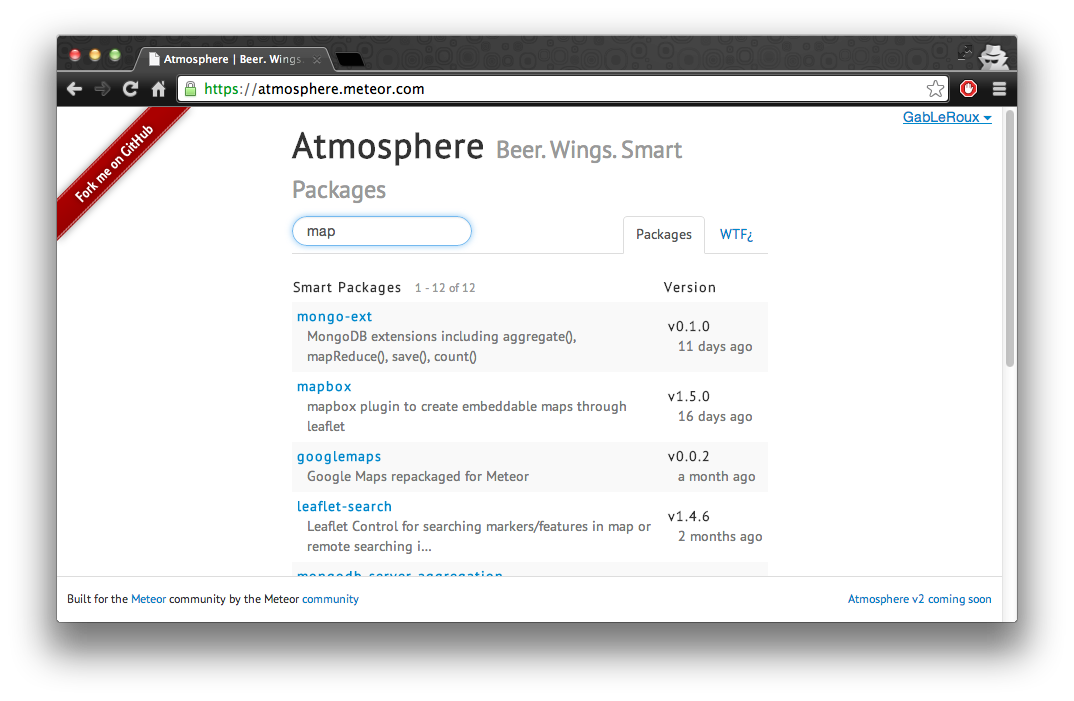 Atmosphere | Beer. Wings.
https://atmosphere.meteor.com
Fork me on GitHub
GabLeRoux
Atmosphere Beer. Wings. Smart
Packages
map
Packages WTF¿
Smart Packages 1 - 12 of 12 Version
mongo-ext
MongoDB extensions including aggregate(),
mapReduce(), save(), count()
v0.1.0
11 days ago
mapbox
mapbox plugin to create embeddable maps through
leaflet
v1.5.0
16 days ago
googlemaps
Google Maps repackaged for Meteor
v0.0.2
a month ago
leaflet-search
Leaflet Control for searching markers/features in map or
remote searching i...
v1.4.6
2 months ago
mongodb-server-aggregation
Built for the Meteor community by the Meteor community
Atmosphere v2 coming soon